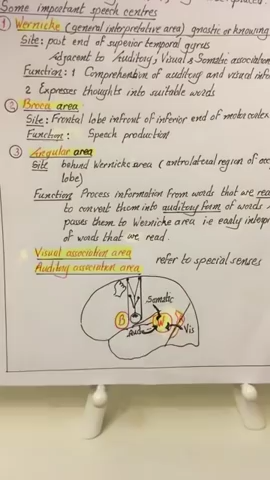 Some important speech centres
① Wernicke (general interpretative area) gnostic or knowing
Site: post end of superior temporal gyrus
Adjacent to Auditory, Visual & Somatic association
Function: 1 Comprehension of auditory and visual infor
2 Expresses thoughts into suitable words
② Broca area:
Site: Frontal lobe infront of inferior end of motor cortex
Function: Speech production
③ Angular area
Site behind Wernicke area (antrolateral region of occ
lobe)
Function Process information from words that we read
to convert them into auditory form of words
passes them to Wernicke area i.e early interp
of words that we read.
Visual association area
Auditory association area refer to special senses
Somatic
B W
Vis